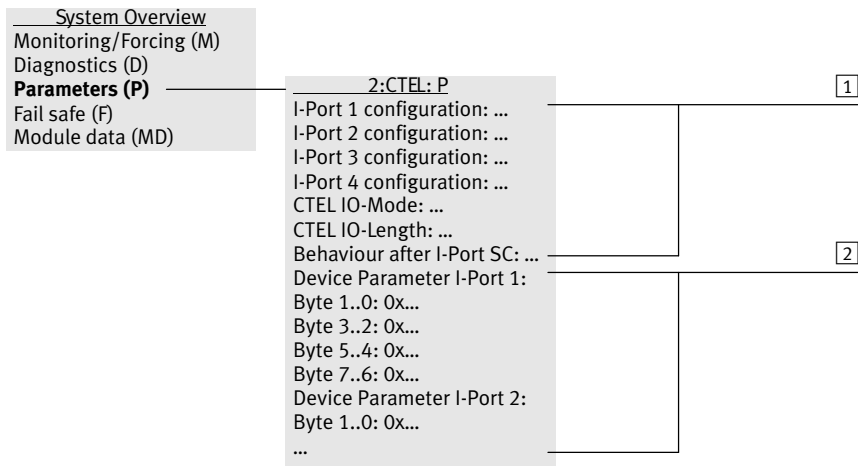 System Overview
Monitoring/Forcing (M)
Diagnostics (D)
Parameters (P)
Fail safe (F)
Module data (MD)
2:CTEL: P
I-Port 1 configuration: ...
I-Port 2 configuration: ...
I-Port 3 configuration: ...
I-Port 4 configuration: ...
CTEL IO-Mode: ...
CTEL IO-Length: ...
Behaviour after I-Port SC: ...
Device Parameter I-Port 1:
Byte 1..0: 0x...
Byte 3..2: 0x...
Byte 5..4: 0x...
Byte 7..6: 0x...
Device Parameter I-Port 2:
Byte 1..0: 0x...
...
1
2